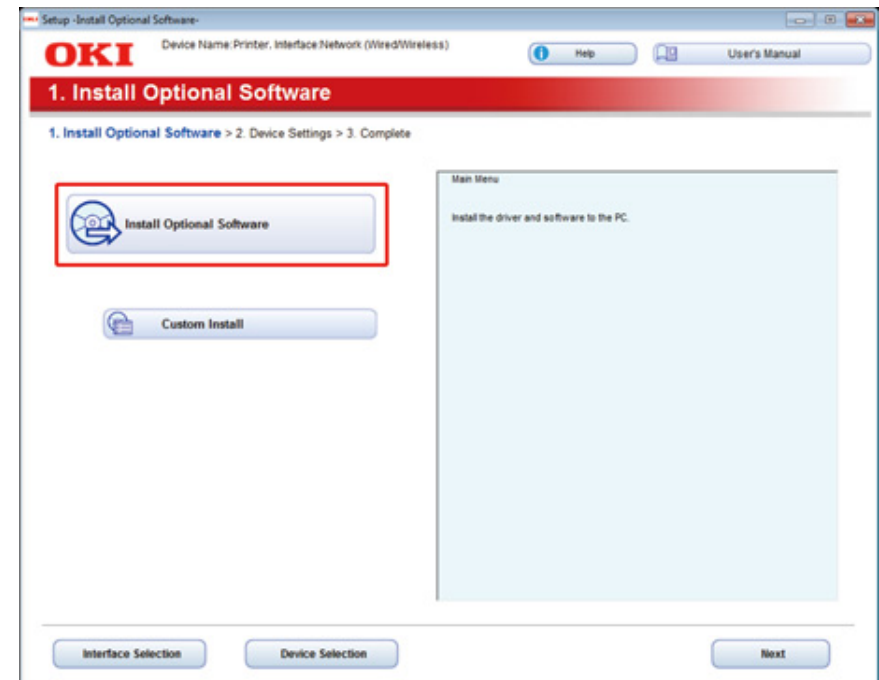 Setup -Install Optional Software-
OKI
Device Name:Printer, Interface:Network (Wired/Wireless)
Help
User's Manual
1. Install Optional Software
1. Install Optional Software > 2. Device Settings > 3. Complete
Main Menu
Install Optional Software
Install the driver and software to the PC.
Custom Install
Interface Selection
Device Selection
Next